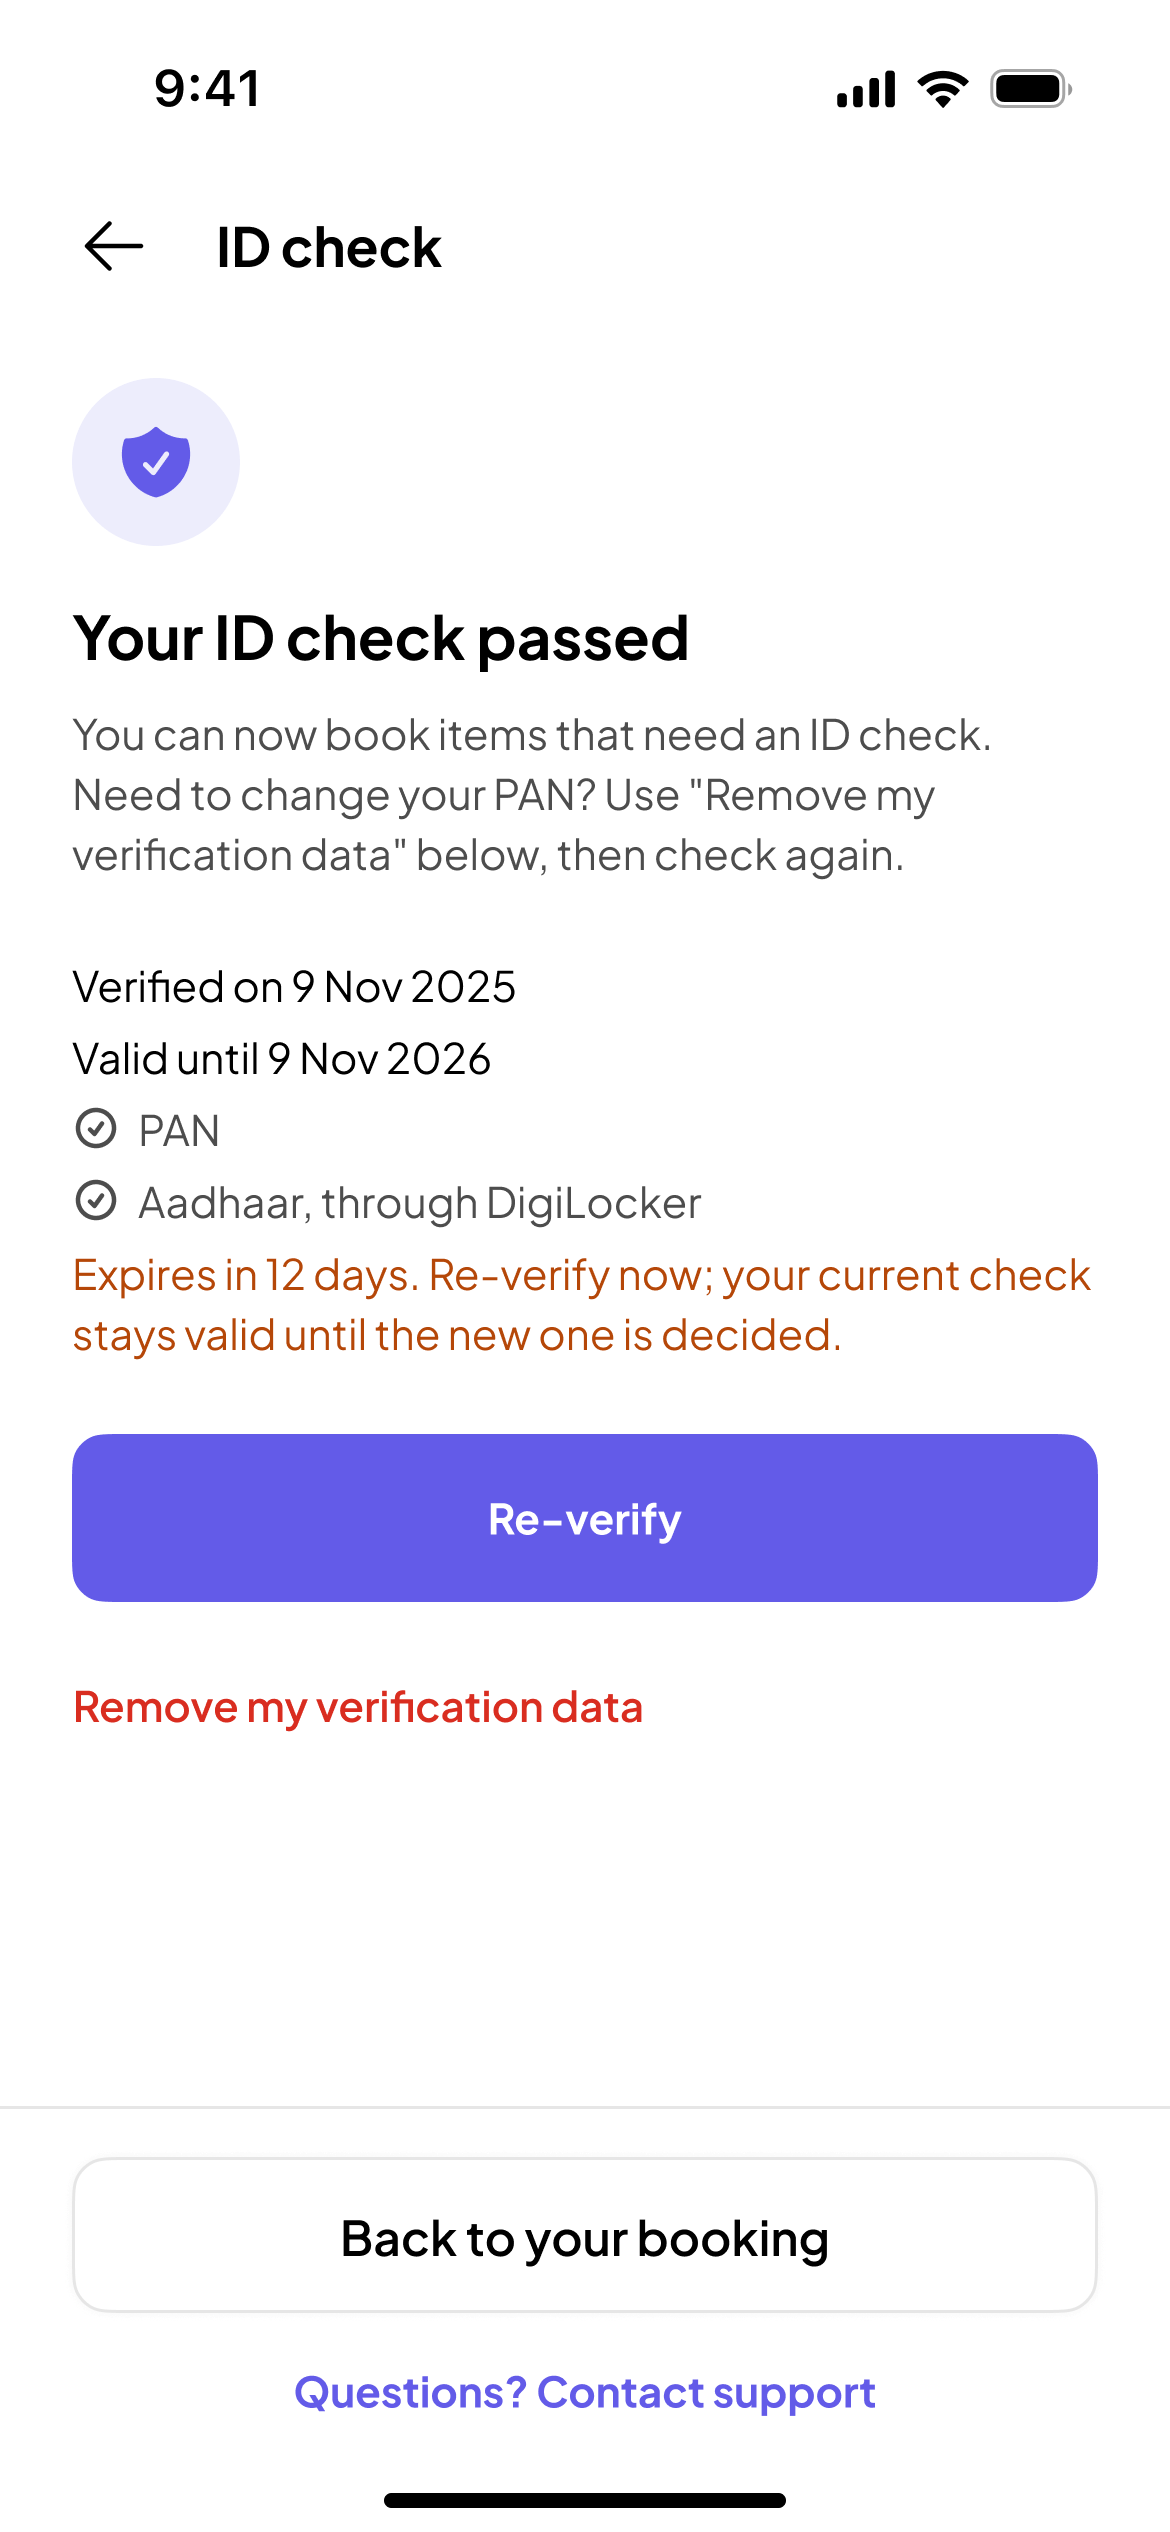 9:41
ID check
Your ID check passed
You can now book items that need an ID check.
Need to change your PAN? Use "Remove my
verification data" below, then check again.
Verified on 9 Nov 2025
Valid until 9 Nov 2026
PAN
Aadhaar, through DigiLocker
Expires in 12 days. Re-verify now; your current check
stays valid until the new one is decided.
Re-verify
Remove my verification data
Back to your booking
Questions? Contact support